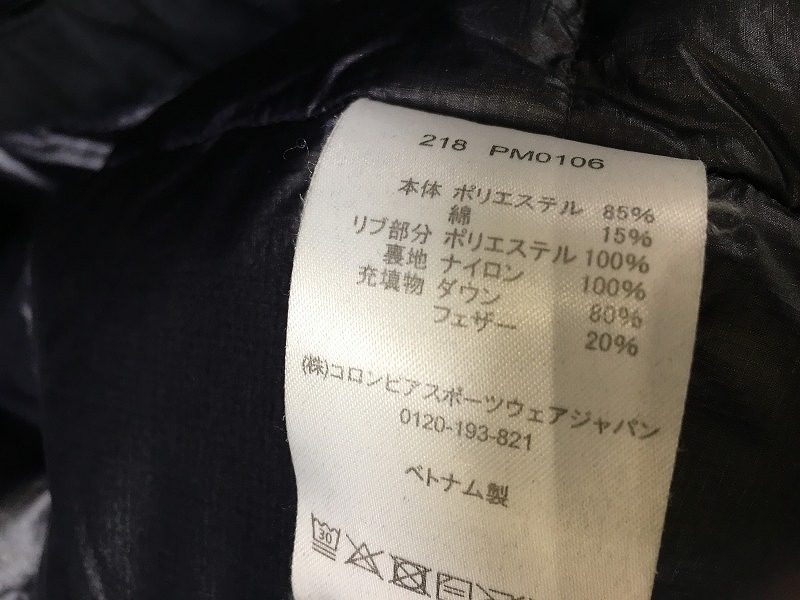 218 PM0106
本体 ポリエステル 85%
綿 15%
リブ部分 ポリエステル 100%
裏地 ナイロン 100%
充填物 ダウン 80%
フェザー 20%
(株)コロンビアスポーツウェアジャパン
0120-193-821
ベトナム製
30